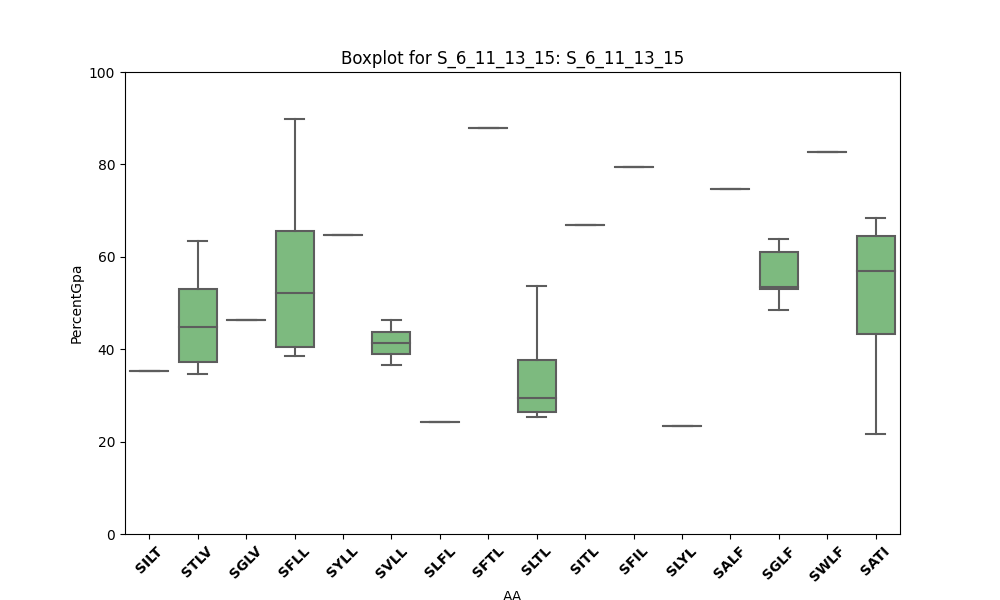 Boxplot for S_6_11_13_15: S_6_11_13_15
100
80
60
40
20
0
PercentGpa
SILT STLV SGLV SFLL SYLL SVLL SLFL SFTL SLTL SITL SFIL SLYL SALF SGLF SWLF SATI
AA